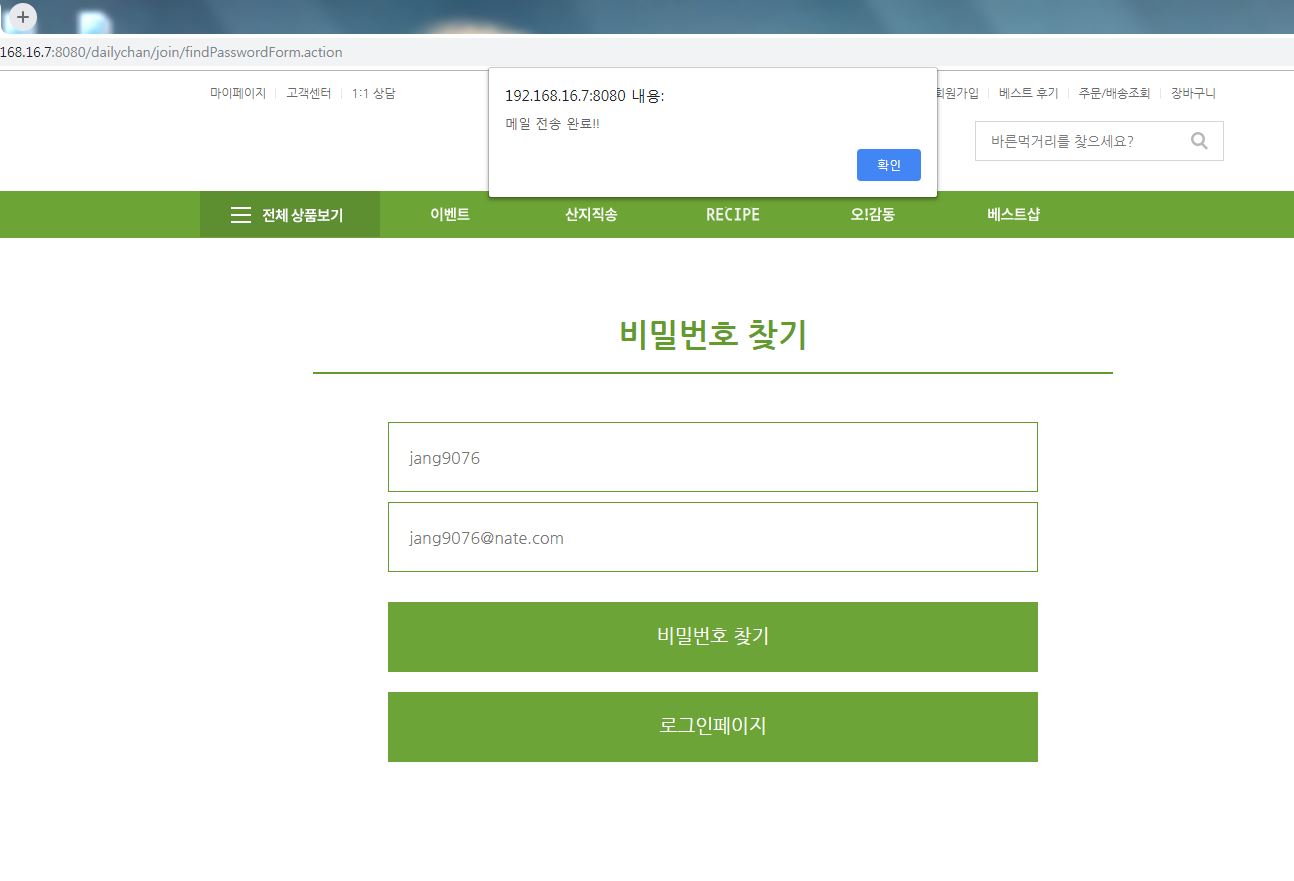 168.16.7:8080/dailychan/join/findPasswordForm.action
마이페이지 고객센터 1:1 상담
회원가입 베스트 후기 주문/배송조회 장바구니
192.168.16.7:8080 내용:
메일 전송 완료!!
확인
바른먹거리를 찾으세요?
전체 상품보기 이벤트 산지직송 RECIPE 오!감동 베스트샵
비밀번호 찾기
jang9076
jang9076@nate.com
비밀번호 찾기
로그인페이지